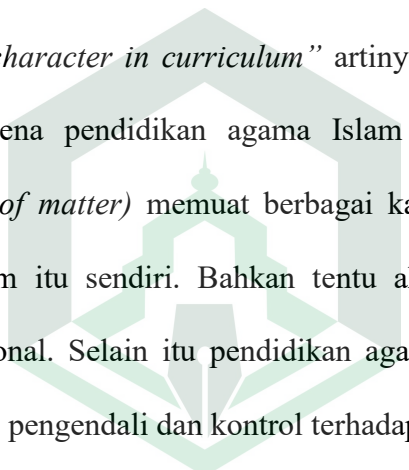 character in curriculum” artiny
ena pendidikan agama Islam
of matter) memuat berbagai ka
m itu sendiri. Bahkan tentu a
onal. Selain itu pendidikan aga
pengendali dan kontrol terhadap